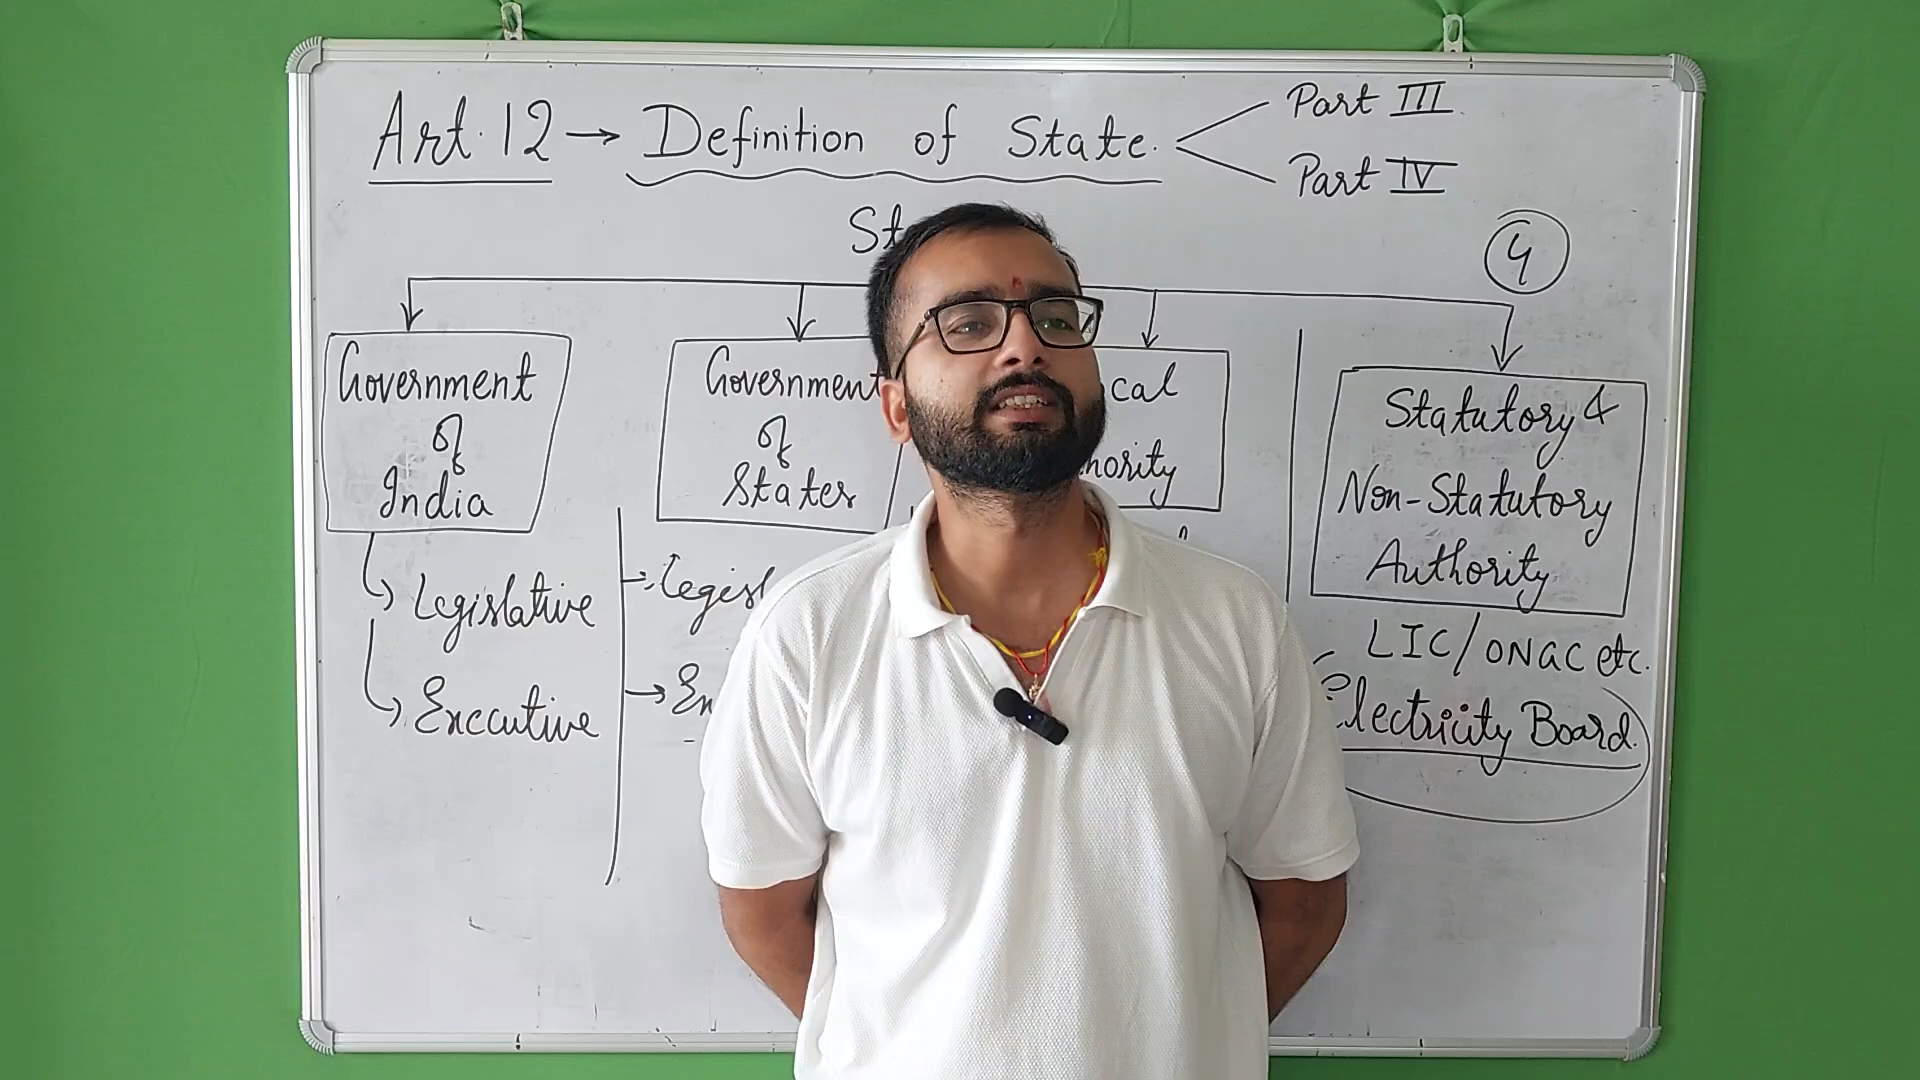 Art. 12 → Definition of State.
Part III
Part IV
4
Government
of
India
Government
of
States
Statutory &
Non-Statutory
Authority
Legislative
Executive
LIC/ONGC etc.
Electricity Board.